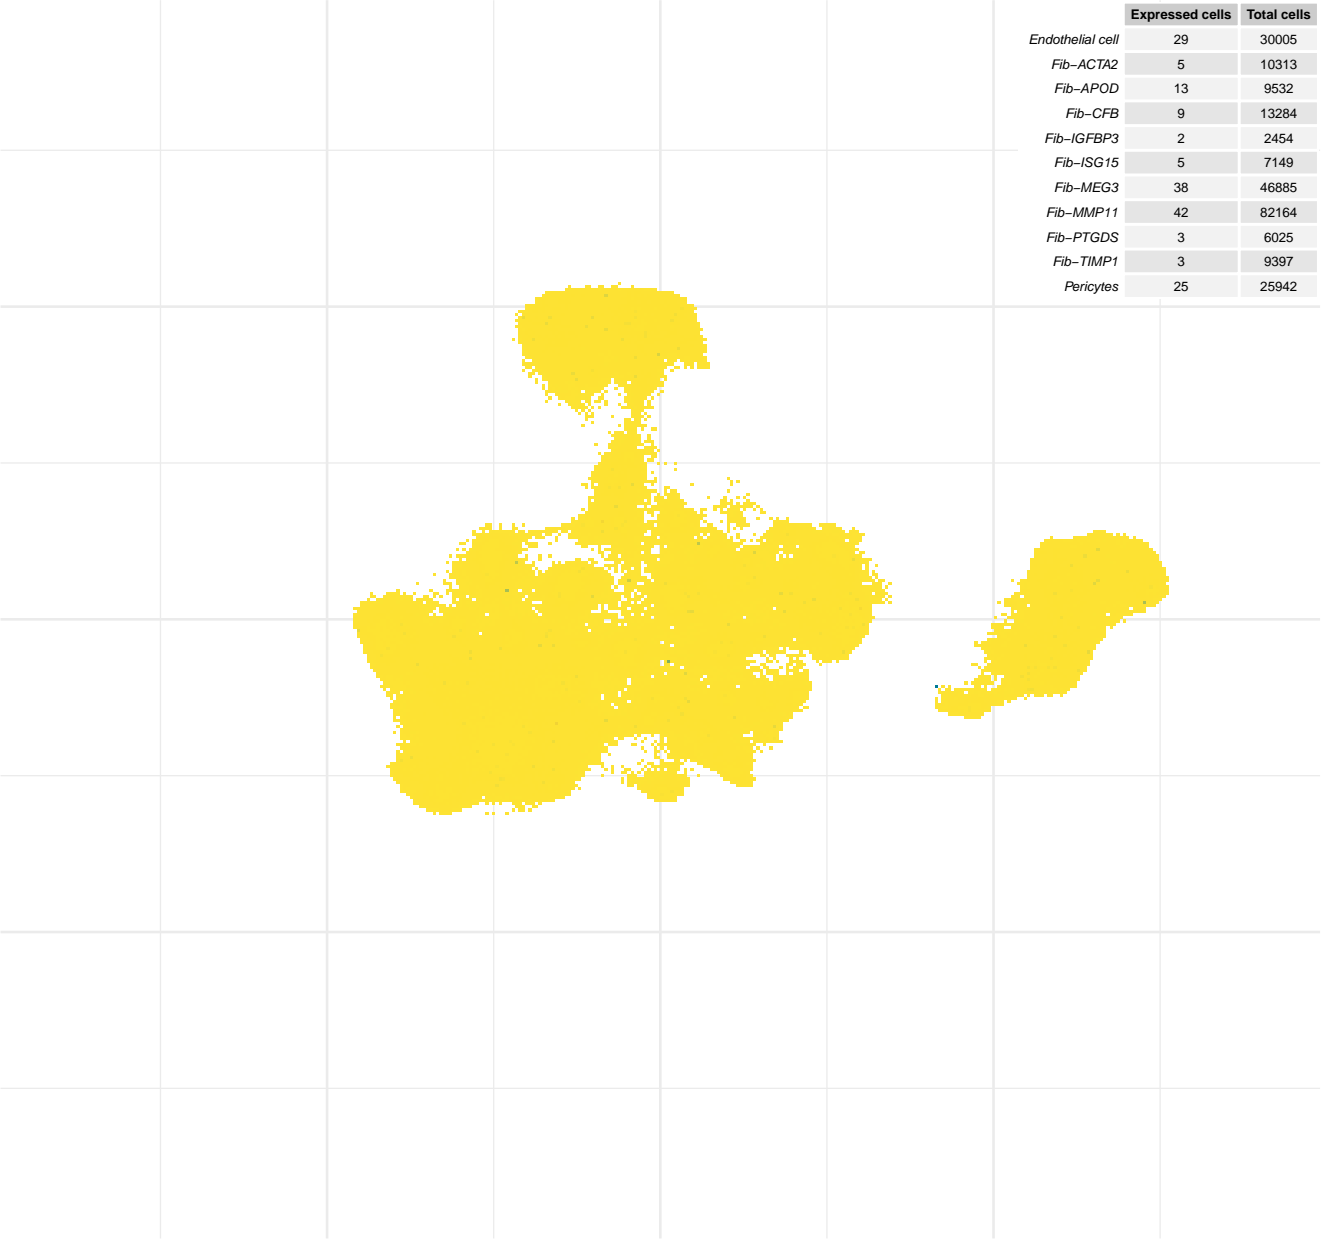 Expressed cells Total cells
Endothelial cell 29 30005
Fib−ACTA2 5 10313
Fib−APOD 13 9532
Fib−CFB 9 13284
Fib−IGFBP3 2 2454
Fib−ISG15 5 7149
Fib−MEG3 38 46885
Fib−MMP11 42 82164
Fib−PTGDS 3 6025
Fib−TIMP1 3 9397
Pericytes 25 25942